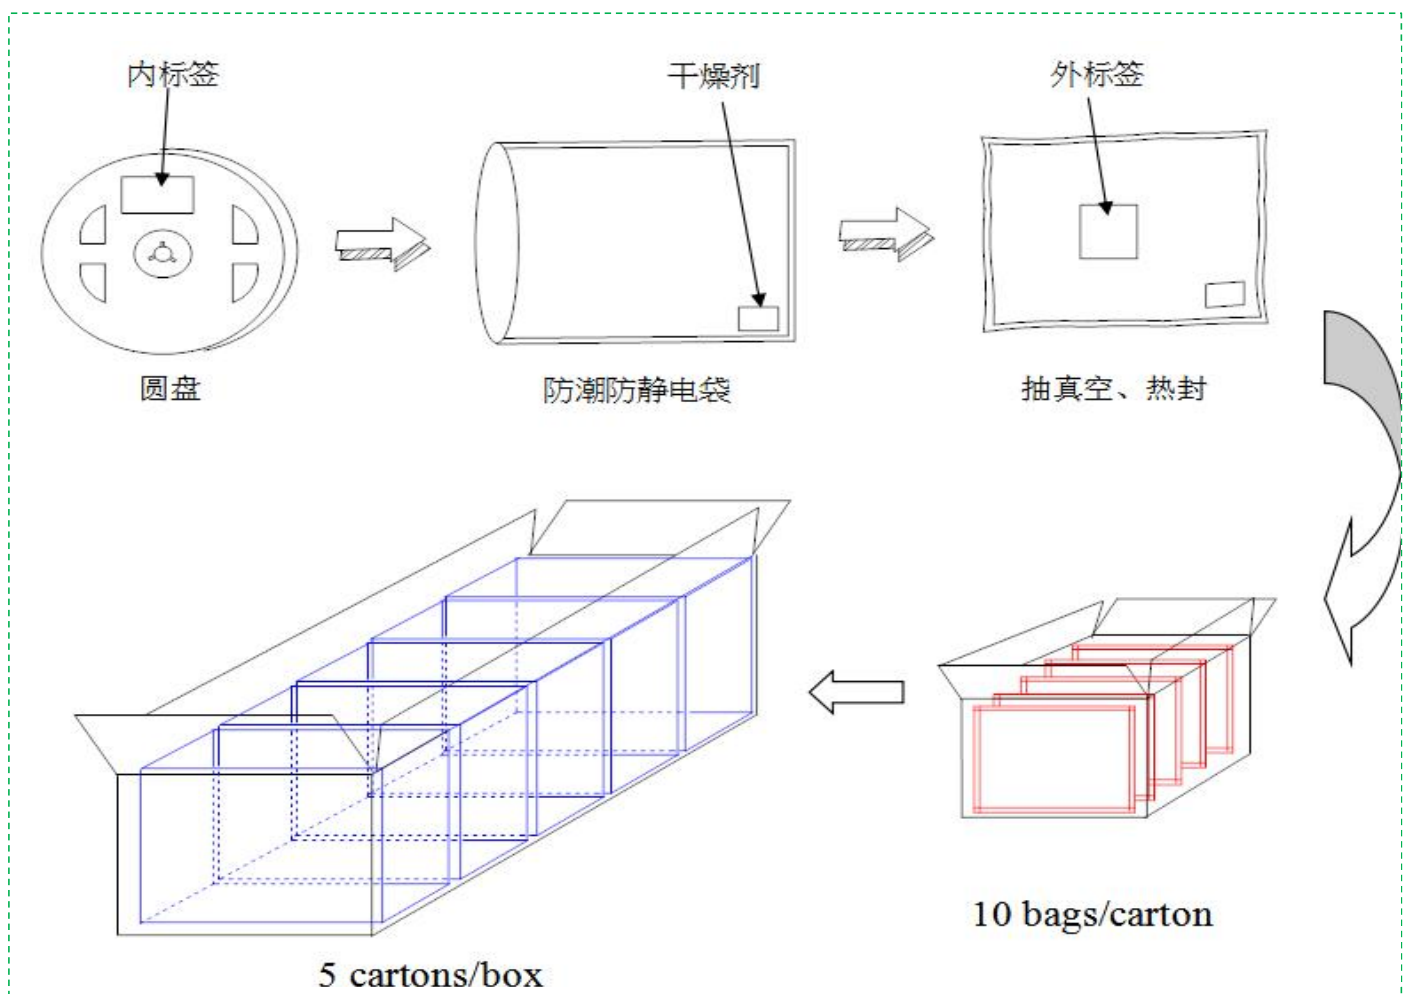 内标签
干燥剂
外标签
圆盘
防潮防静电袋
抽真空、热封
10 bags/carton
5 cartons/box